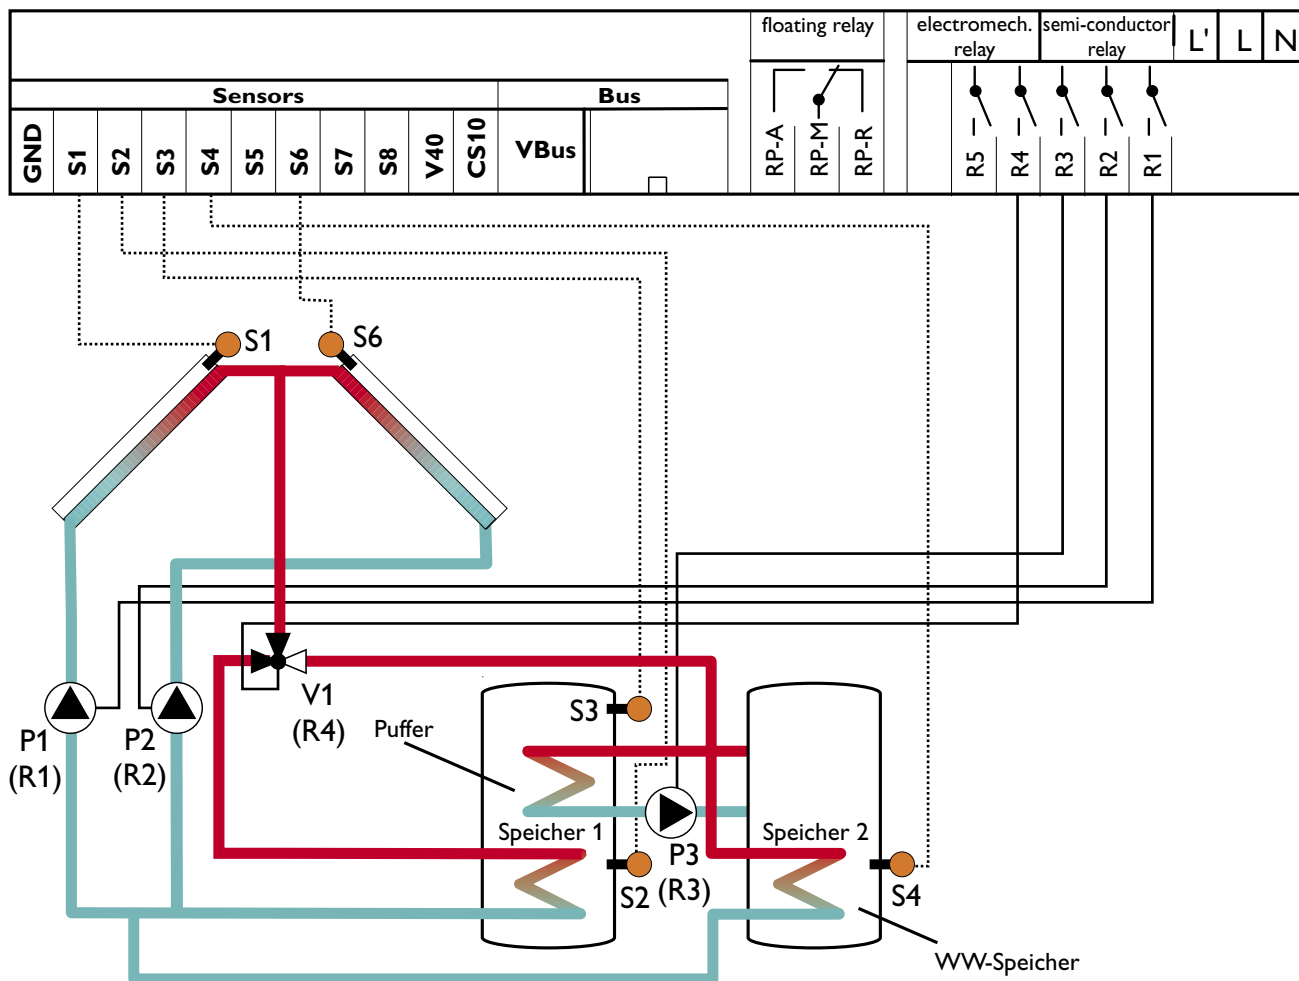 floating relay
electromech.
relay
semi-conductor
relay
L'
L
N
Sensors
Bus
GND
S1
S2
S3
S4
S5
S6
S7
S8
V40
CS10
VBus
RP-A
RP-M
RP-R
R5
R4
R3
R2
R1
S1
S6
V1
(R4)
P1
(R1)
P2
(R2)
Puffer
S3
Speicher 1
Speicher 2
P3
(R3)
S2
S4
WW-Speicher